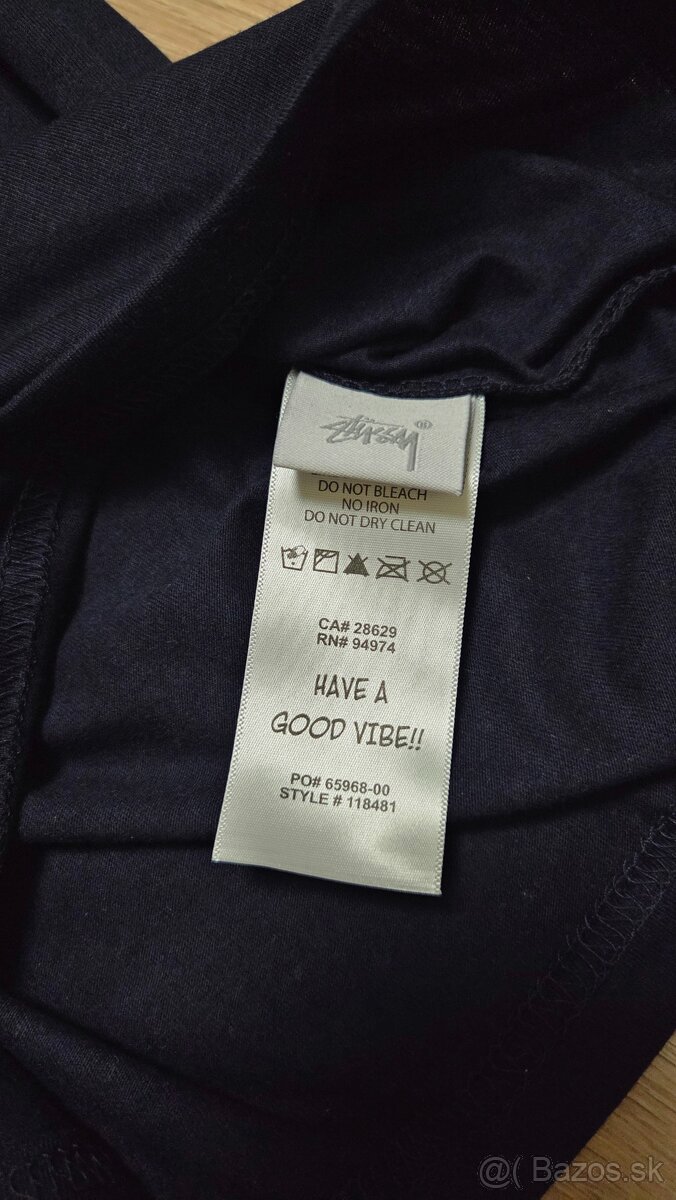 STÜSSY
DO NOT BLEACH
NO IRON
DO NOT DRY CLEAN
CA# 28629
RN# 94974
HAVE A
GOOD VIBE!!
PO# 65968-00
STYLE # 118481
@( Bazos.sk